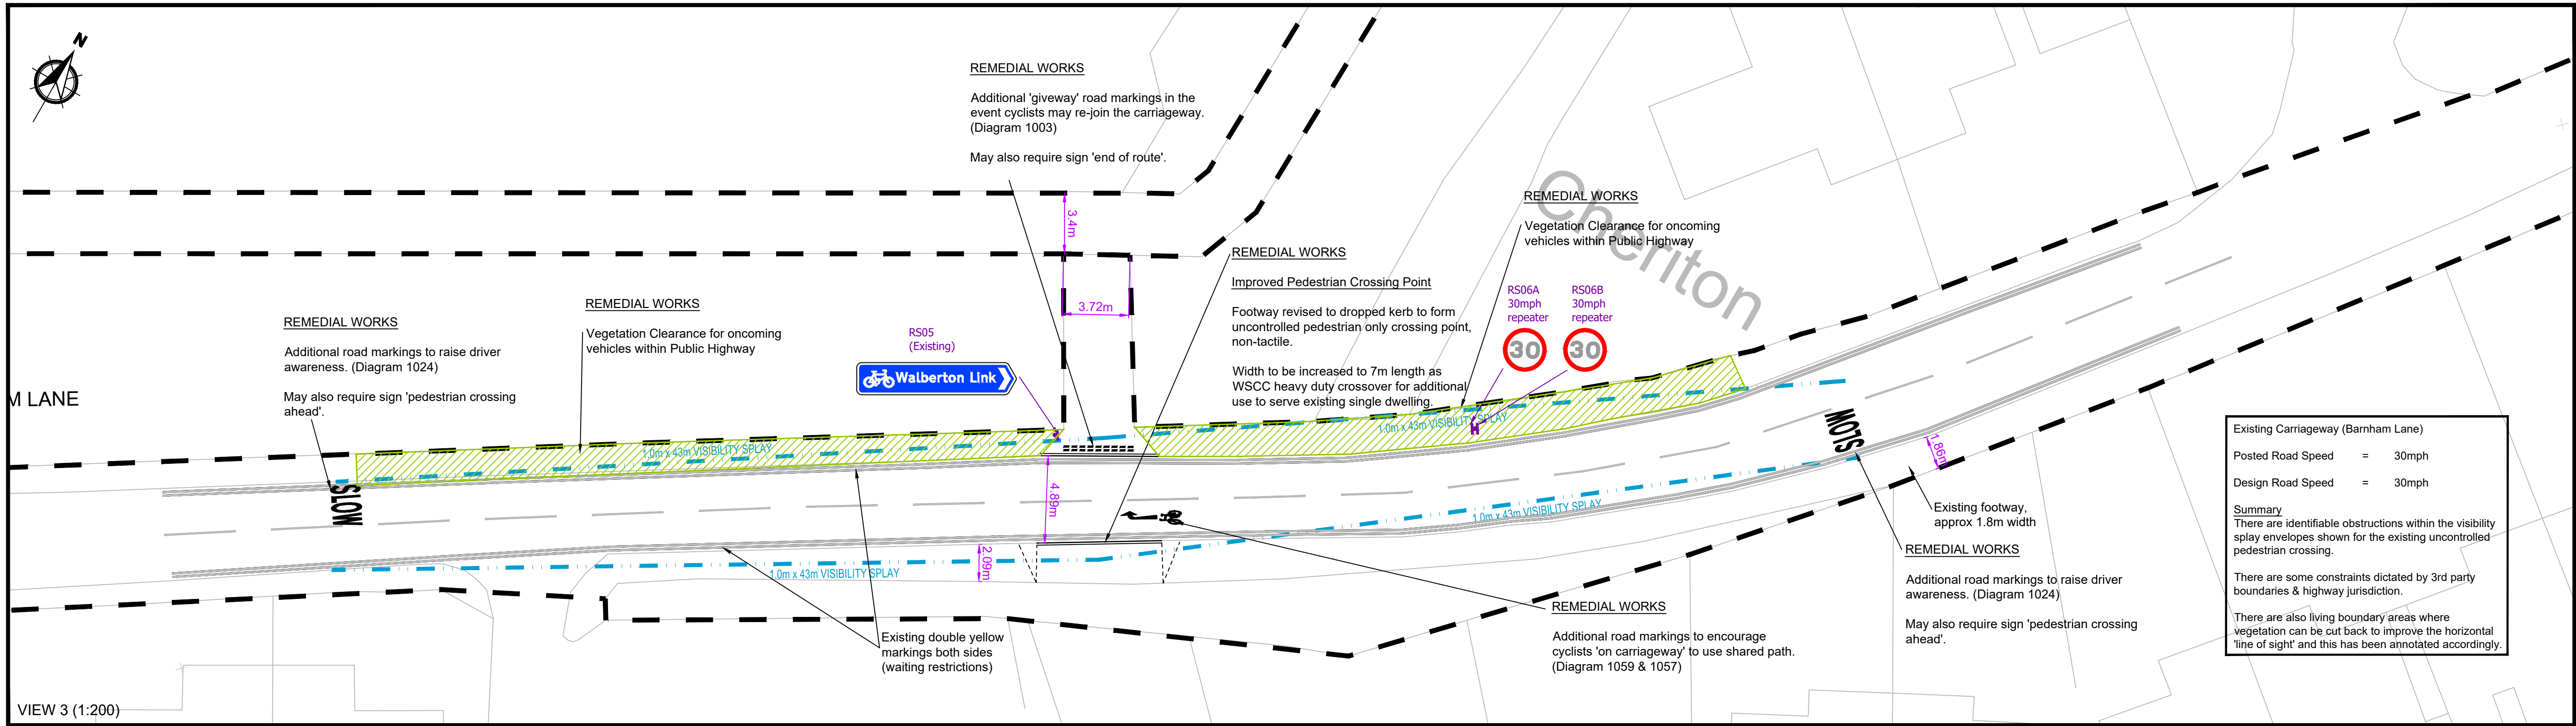 N
REMEDIAL WORKS
Additional 'giveway' road markings in the
event cyclists may re-join the carriageway.
(Diagram 1003)
May also require sign 'end of route'.
3.4m
3.72m
REMEDIAL WORKS
Additional road markings to raise driver
awareness. (Diagram 1024)
May also require sign 'pedestrian crossing
ahead'.
REMEDIAL WORKS
Vegetation Clearance for oncoming
vehicles within Public Highway
RS05
(Existing)
Walberton Link
REMEDIAL WORKS
Improved Pedestrian Crossing Point
Footway revised to dropped kerb to form
uncontrolled pedestrian only crossing point,
non-tactile.
Width to be increased to 7m length as
WSCC heavy duty crossover for additional
use to serve existing single dwelling.
REMEDIAL WORKS
Vegetation Clearance for oncoming
vehicles within Public Highway
Cheriton
RS06A
30mph
repeater
RS06B
30mph
repeater
30
30
M LANE
1.0m x 43m VISIBILITY SPLAY
1.0m x 43m VISIBILITY SPLAY
SLOW
SLOW
4.89m
2.09m
1.86m
1.0m x 43m VISIBILITY SPLAY
1.0m x 43m VISIBILITY SPLAY
Existing double yellow
markings both sides
(waiting restrictions)
REMEDIAL WORKS
Additional road markings to encourage
cyclists 'on carriageway' to use shared path.
(Diagram 1059 & 1057)
Existing footway,
approx 1.8m width
REMEDIAL WORKS
Additional road markings to raise driver
awareness. (Diagram 1024)
May also require sign 'pedestrian crossing
ahead'.
Existing Carriageway (Barnham Lane)
Posted Road Speed = 30mph
Design Road Speed = 30mph
Summary
There are identifiable obstructions within the visibility
splay envelopes shown for the existing uncontrolled
pedestrian crossing.
There are some constraints dictated by 3rd party
boundaries & highway jurisdiction.
There are also living boundary areas where
vegetation can be cut back to improve the horizontal
'line of sight' and this has been annotated accordingly.
VIEW 3 (1:200)